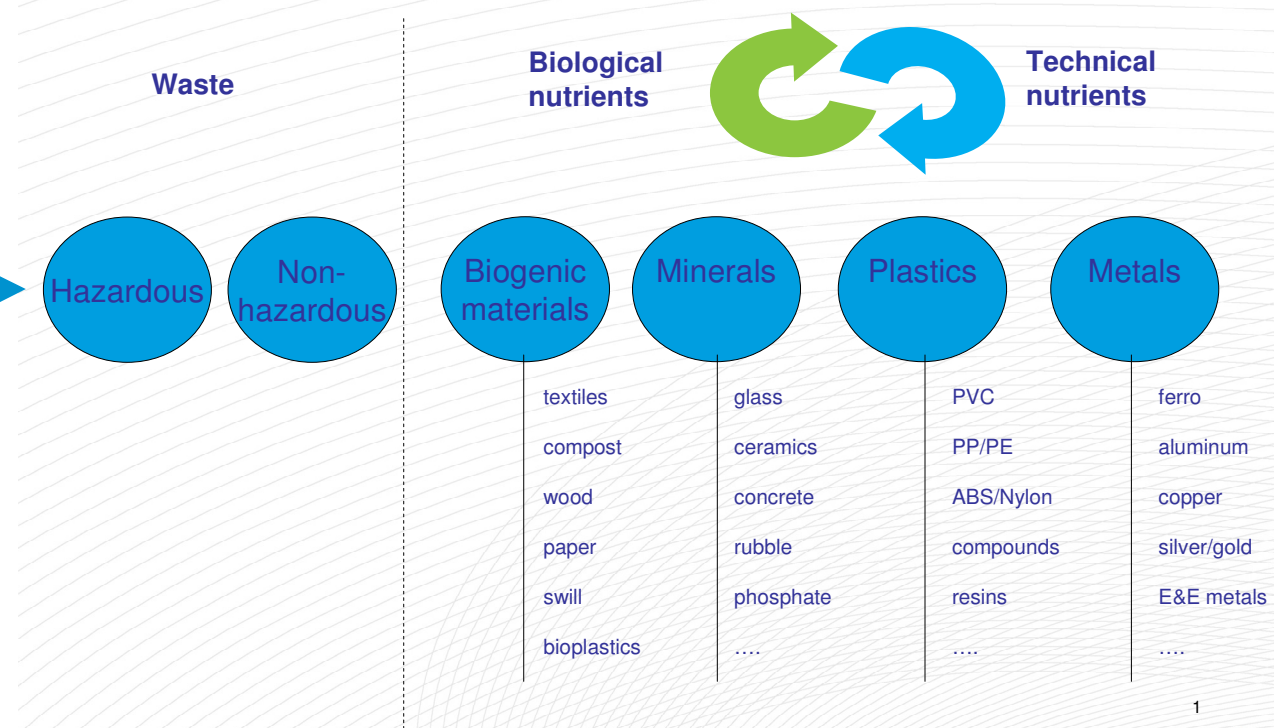 Waste
Biological
nutrients
Technical
nutrients
Hazardous
Non-
hazardous
Biogenic
materials
Minerals
Plastics
Metals
textiles
compost
wood
paper
swill
bioplastics
glass
ceramics
concrete
rubble
phosphate
….
PVC
PP/PE
ABS/Nylon
compounds
resins
….
ferro
aluminum
copper
silver/gold
E&E metals
….
1